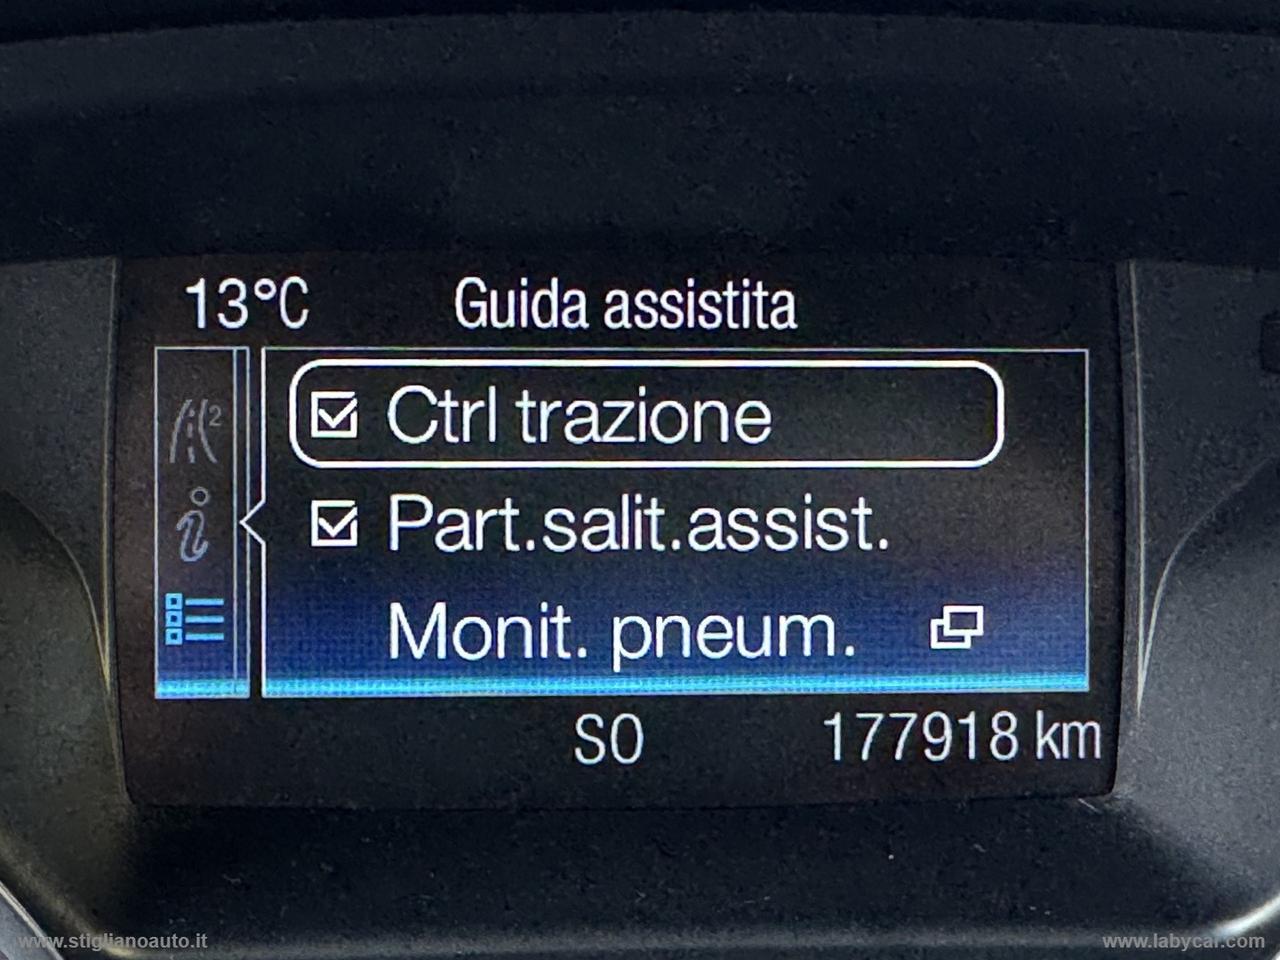 13°C Guida assistita
Ctrl trazione
Part.salit.assist.
Monit. pneum.
SO 177918 km
www.stiglianoauto.it www.labycar.com